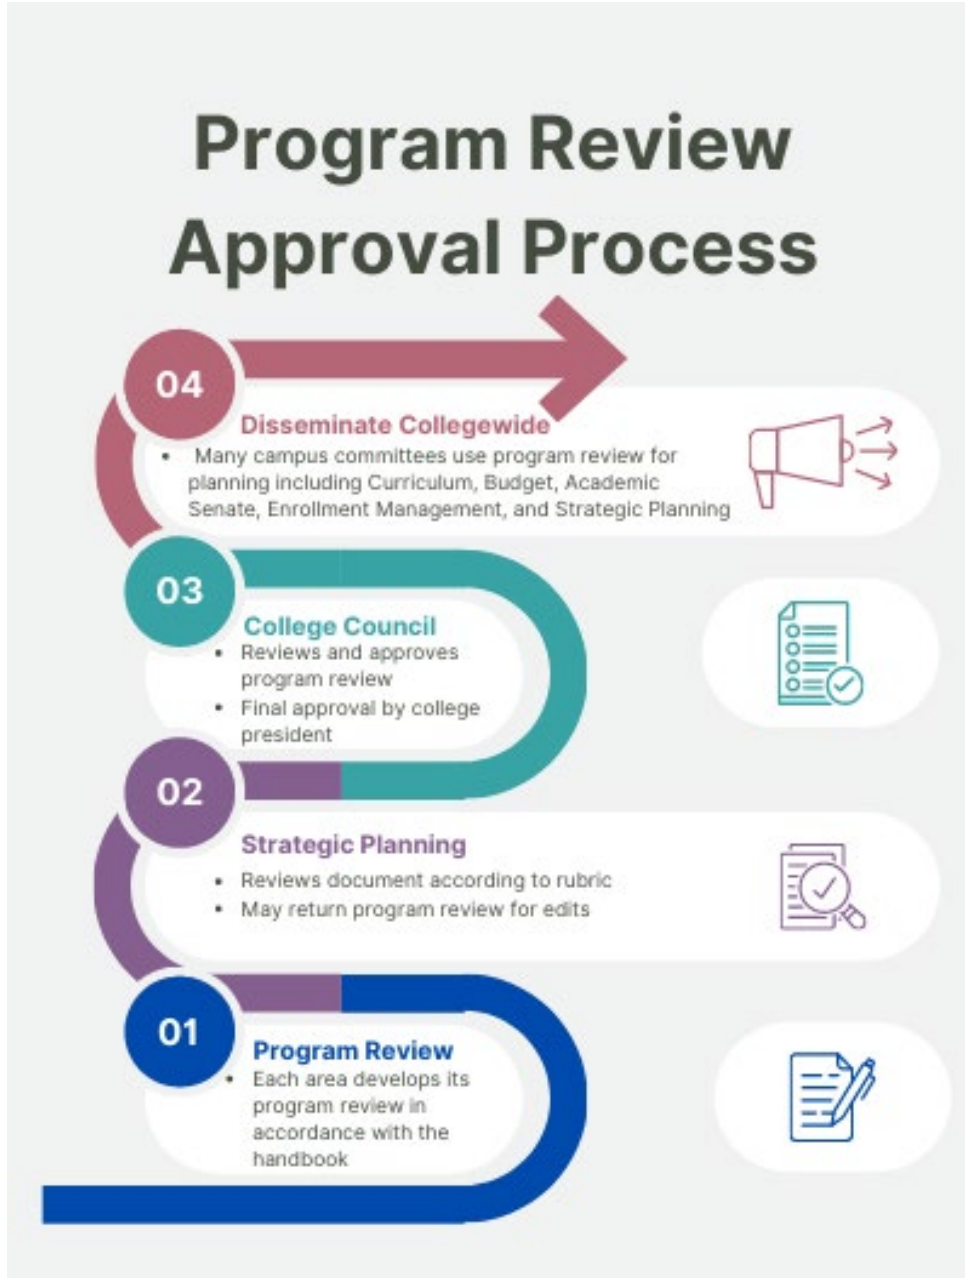 Program Review
Approval Process
04
Disseminate Collegewide
• Many campus committees use program review for
planning including Curriculum, Budget, Academic
Senate, Enrollment Management, and Strategic Planning
03
College Council
• Reviews and approves
program review
• Final approval by college
president
02
Strategic Planning
• Reviews document according to rubric
• May return program review for edits
01
Program Review
• Each area develops its
program review in
accordance with the
handbook